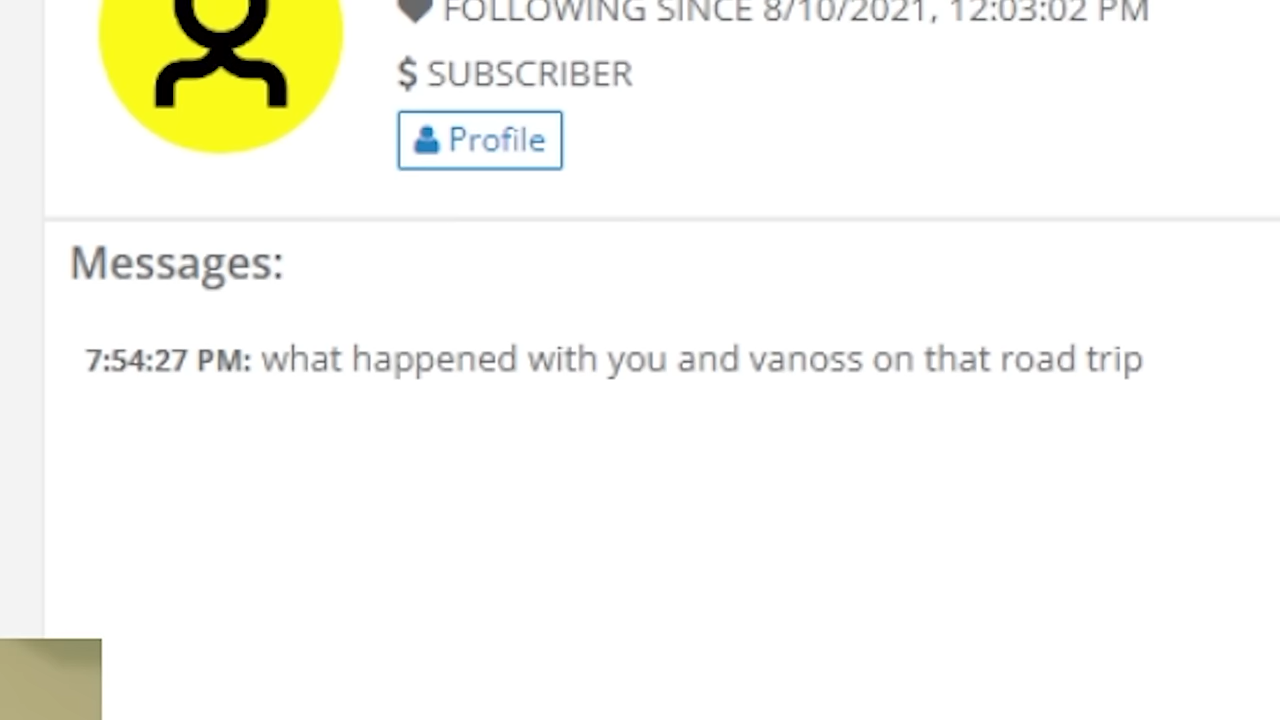 FOLLOWING SINCE 8/10/2021, 12:03:02 PM
$ SUBSCRIBER
Profile
Messages:
7:54:27 PM: what happened with you and vanoss on that road trip